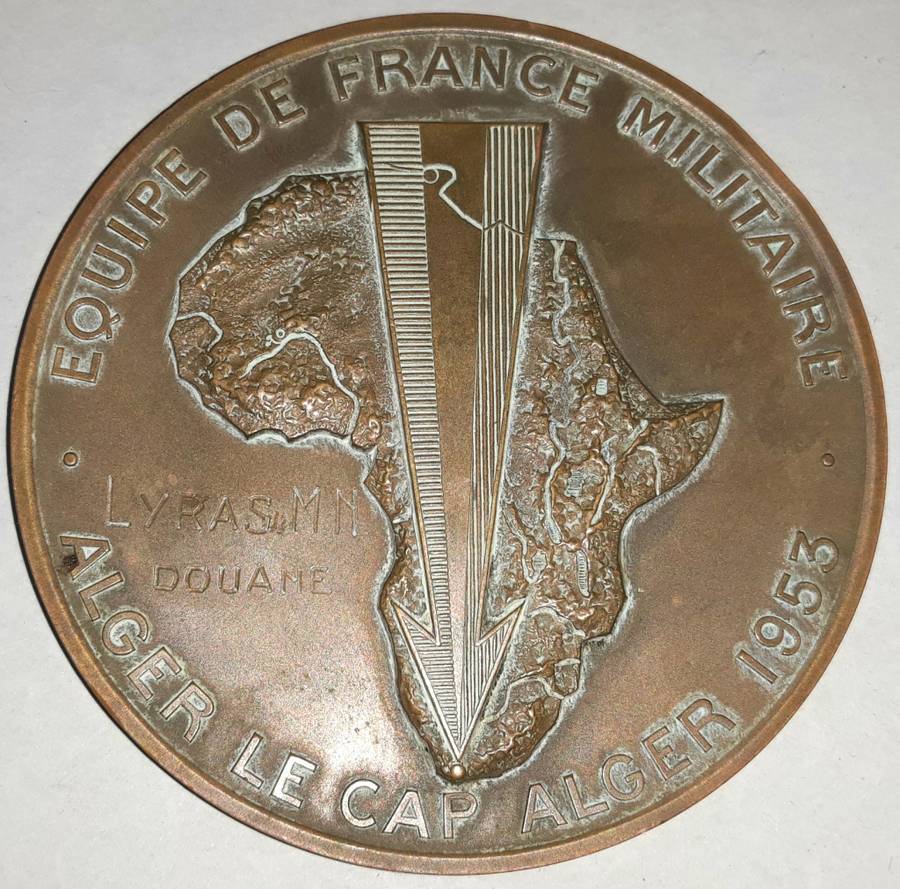 EQUIPE DE FRANCE MILITAIRE
LYRAS M N
DOUANE
ALGER LE CAP ALGER 1953